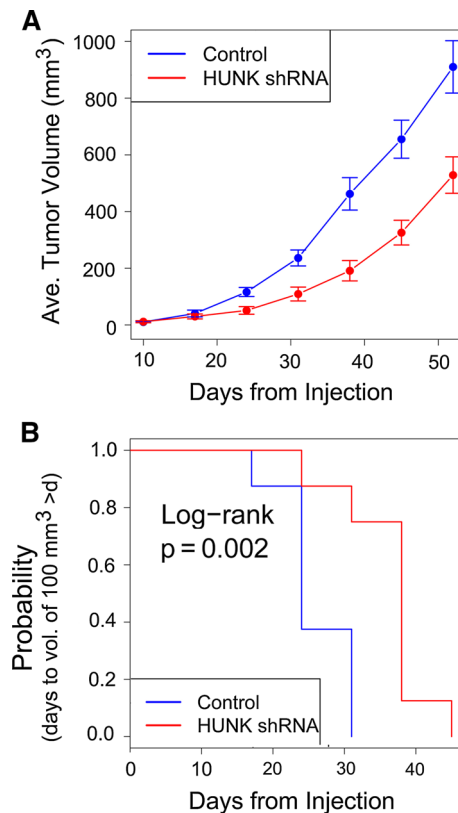 A
Control
HUNK shRNA
Ave. Tumor Volume (mm³)
1000
800
600
400
200
0
10 20 30 40 50
Days from Injection
B
Log-rank
p = 0.002
Probability
(days to vol. of 100 mm³ >d)
1.0
0.8
0.6
0.4
0.2
0.0
Control
HUNK shRNA
0 10 20 30 40
Days from Injection